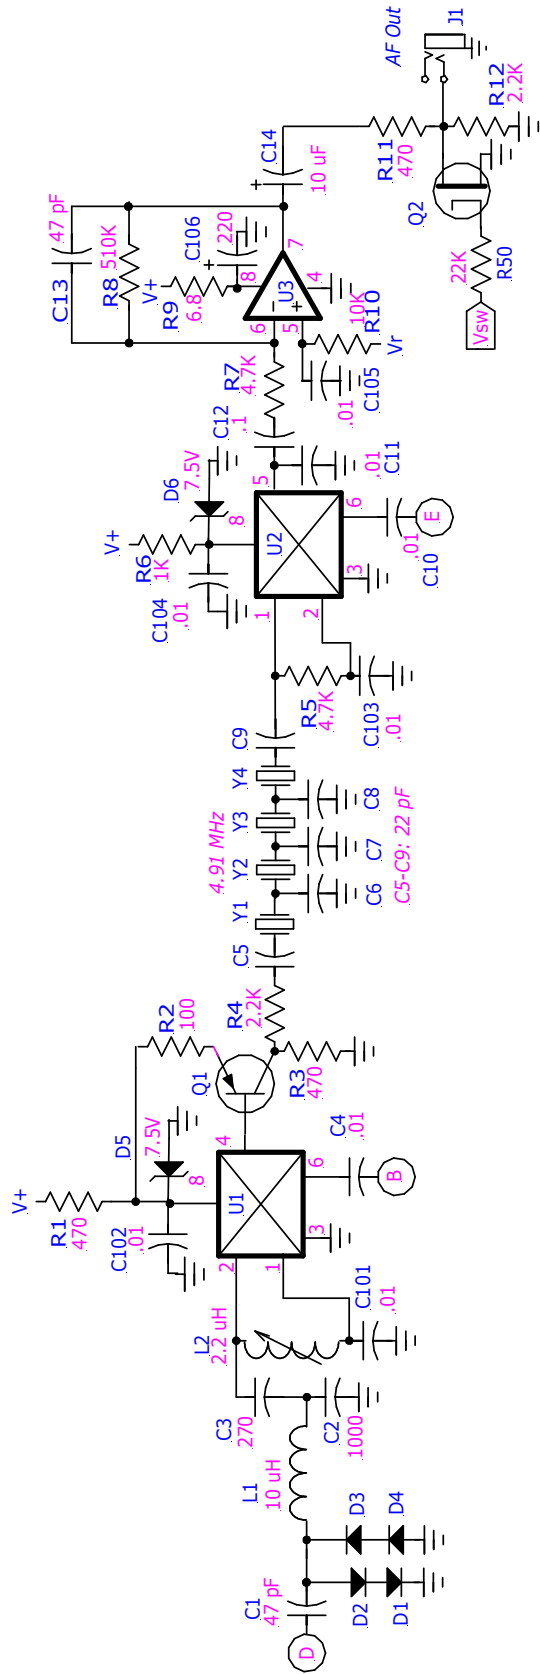 D
C1
47 pF
D2
D1
D3
D4
L1
10 uH
C3
270
C2
1000
L2
2.2 uH
C101
.01
2
1
U1
3
6
8
4
V+
R1
470
C102
.01
D5
7.5V
C4
.01
B
Q1
R2
100
R3
470
R4
2.2K
C5
Y1
Y2
Y3
Y4
4.91 MHz
C6
C7
C8
C5-C9: 22 pF
C9
R5
4.7K
C103
.01
1
2
U2
3
6
8
5
V+
R6
1K
C104
.01
D6
7.5V
C10
.01
E
C11
.01
C12
.1
R7
4.7K
C105
.01
R10
10K
Vr
6
5
U3
−
+
8
4
7
V+
R9
6.8
C106
220
+
C13
47 pF
R8
510K
C14
10 uF
+
R11
470
R12
2.2K
Q2
R50
22K
Vsw
AF Out
J1